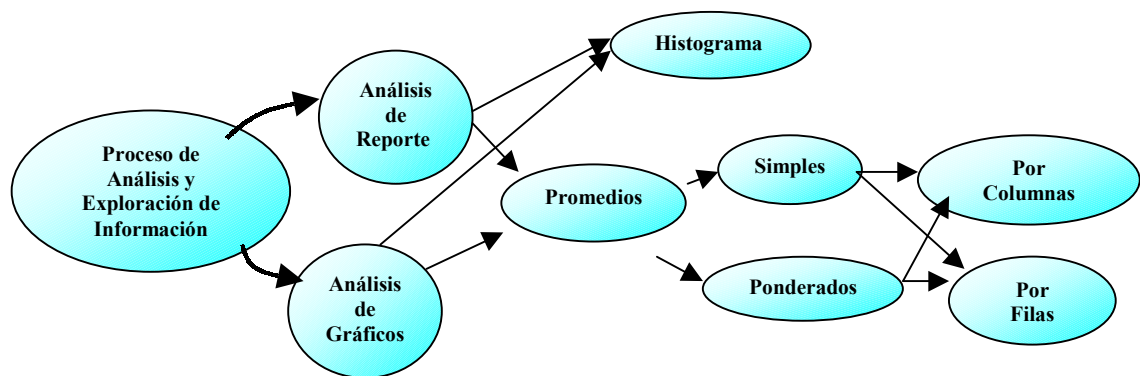 Proceso de
Análisis y
Exploración de
Información
Análisis
de
Reporte
Análisis
de
Gráficos
Histograma
Promedios
Simples
Ponderados
Por
Columnas
Por
Filas